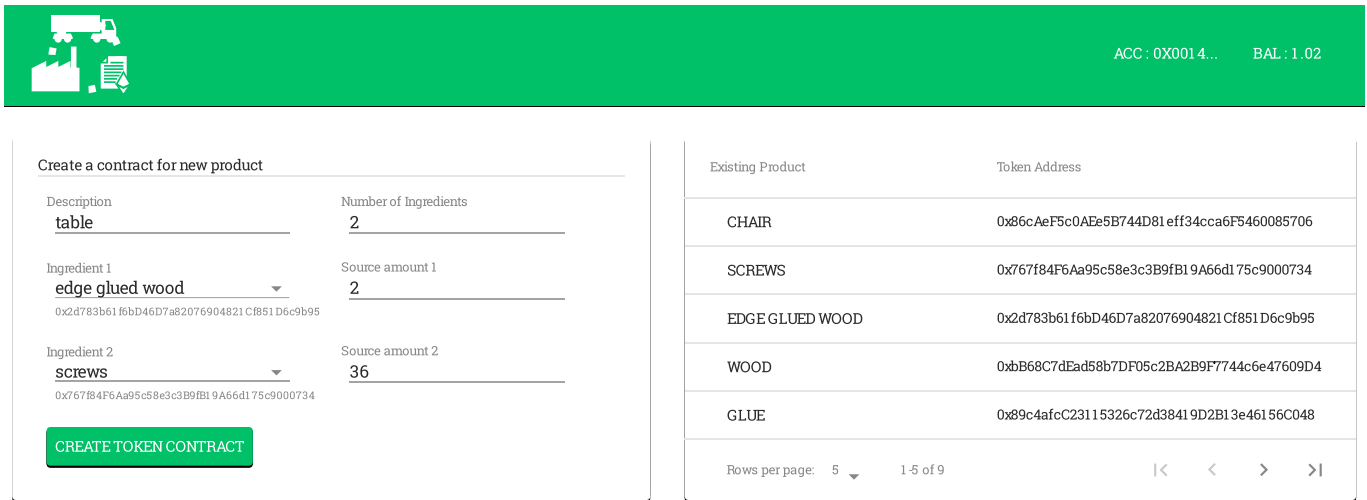 ACC : 0X0014... BAL : 1.02
Create a contract for new product
Description Number of Ingredients
table 2
Ingredient 1 Source amount 1
edge glued wood 2
0x2d783b61f6bD46D7a82076904821Cf851D6c9b95
Ingredient 2 Source amount 2
screws 36
0x767f84F6Aa95c58e3c3B9fB19A66d175c9000734
CREATE TOKEN CONTRACT
Existing Product Token Address
CHAIR 0x86cAeF5c0AEe5B744D81eff34cca6F5460085706
SCREWS 0x767f84F6Aa95c58e3c3B9fB19A66d175c9000734
EDGE GLUED WOOD 0x2d783b61f6bD46D7a82076904821Cf851D6c9b95
WOOD 0xbB68C7dEad58b7DF05c2BA2B9F7744c6e47609D4
GLUE 0x89c4afcC23115326c72d38419D2B13e46156C048
Rows per page: 5 1-5 of 9